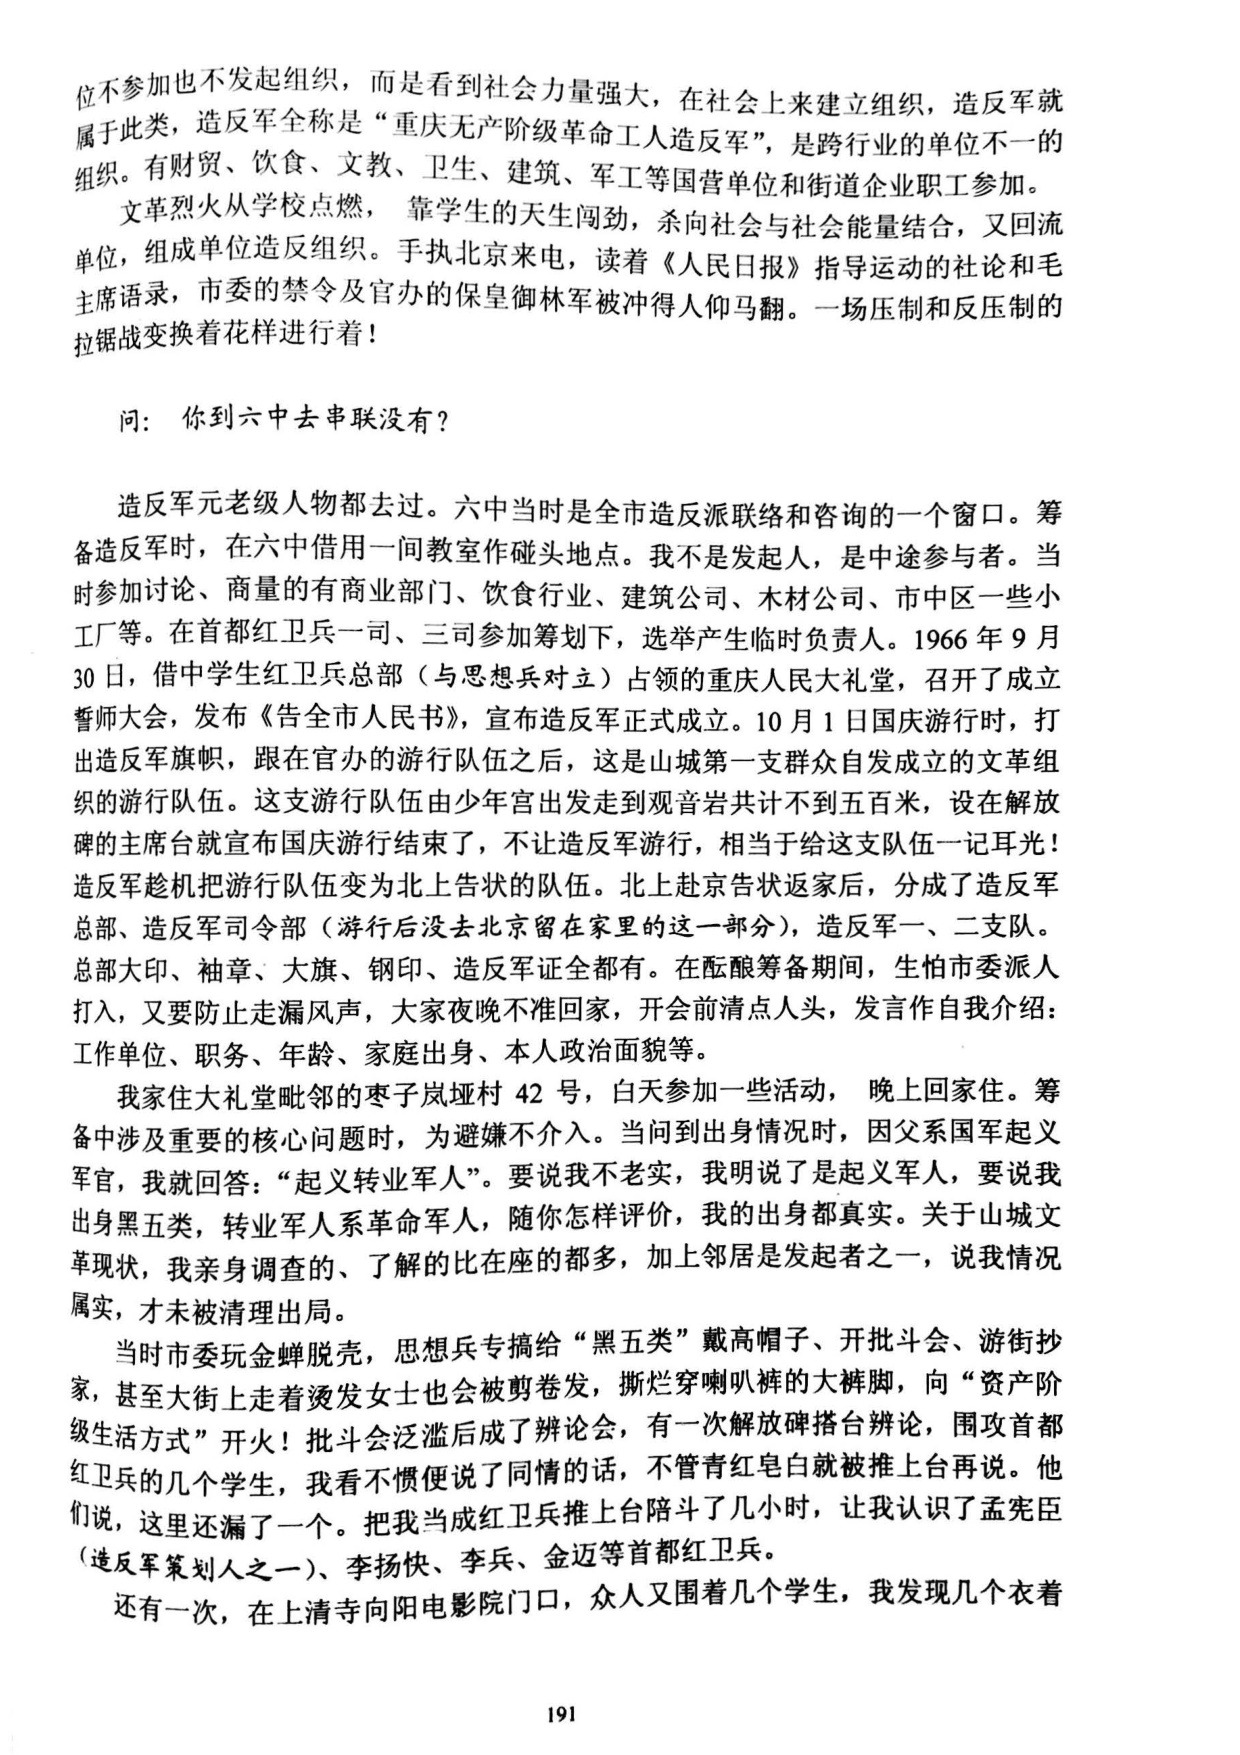 位不参加也不发起组织，而是看到社会力量强大，在社会上来建立组织，造反军就
属于此类，造反军全称是“重庆无产阶级革命工人造反军”，是跨行业的单位不一的
组织。有财贸、饮食、文教、卫生、建筑、军工等国营单位和街道企业职工参加。
文革烈火从学校点燃， 靠学生的天生闯劲，杀向社会与社会能量结合，又回流
单位，组成单位造反组织。手执北京来电，读着《人民日报》指导运动的社论和毛
主席语录，市委的禁令及官办的保皇御林军被冲得人仰马翻。一场压制和反压制的
拉锯战变换着花样进行着！
问： 你到六中去串联没有？
造反军元老级人物都去过。六中当时是全市造反派联络和咨询的一个窗口。筹
备造反军时，在六中借用一间教室作碰头地点。我不是发起人，是中途参与者。当
时参加讨论、商量的有商业部门、饮食行业、建筑公司、木材公司、市中区一些小
工厂等。在首都红卫兵一司、三司参加筹划下，选举产生临时负责人。1966 年 9 月
30 日，借中学生红卫兵总部（与思想兵对立）占领的重庆人民大礼堂，召开了成立
誓师大会，发布《告全市人民书》，宣布造反军正式成立。10 月 1 日国庆游行时，打
出造反军旗帜，跟在官办的游行队伍之后，这是山城第一支群众自发成立的文革组
织的游行队伍。这支游行队伍由少年宫出发走到观音岩共计不到五百米，设在解放
碑的主席台就宣布国庆游行结束了，不让造反军游行，相当于给这支队伍一记耳光！
造反军趁机把游行队伍变为北上告状的队伍。北上赴京告状返家后，分成了造反军
总部、造反军司令部（游行后没去北京留在家里的这一部分），造反军一、二支队。
总部大印、袖章、大旗、钢印、造反军证全都有。在酝酿筹备期间，生怕市委派人
打入，又要防止走漏风声，大家夜晚不准回家，开会前清点人头，发言作自我介绍：
工作单位、职务、年龄、家庭出身、本人政治面貌等。
我家住大礼堂毗邻的枣子岚垭村 42 号，白天参加一些活动， 晚上回家住。筹
备中涉及重要的核心问题时，为避嫌不介入。当问到出身情况时，因父系国军起义
军官，我就回答：“起义转业军人”。要说我不老实，我明说了是起义军人，要说我
出身黑五类，转业军人系革命军人，随你怎样评价，我的出身都真实。关于山城文
革现状，我亲身调查的、了解的比在座的都多，加上邻居是发起者之一，说我情况
属实，才未被清理出局。
当时市委玩金蝉脱壳，思想兵专搞给“黑五类”戴高帽子、开批斗会、游街抄
家，甚至大街上走着烫发女士也会被剪卷发，撕烂穿喇叭裤的大裤脚，向“资产阶
级生活方式”开火！批斗会泛滥后成了辨论会，有一次解放碑搭台辨论，围攻首都
红卫兵的几个学生，我看不惯便说了同情的话，不管青红皂白就被推上台再说。他
们说，这里还漏了一个。把我当成红卫兵推上台陪斗了几小时，让我认识了孟宪臣
（造反军策划人之一）、李扬快、李兵、金迈等首都红卫兵。
还有一次，在上清寺向阳电影院门口，众人又围着几个学生，我发现几个衣着
191